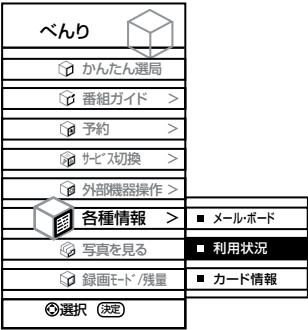 べんり
かんたん選局
番組ガイド >
予約 >
ｻｰﾋﾞｽ切換 >
外部機器操作 >
各種情報 >
■ メール・ボード
写真を見る
■ 利用状況
録画ﾓｰﾄﾞ/残量
■ カード情報
選択 決定